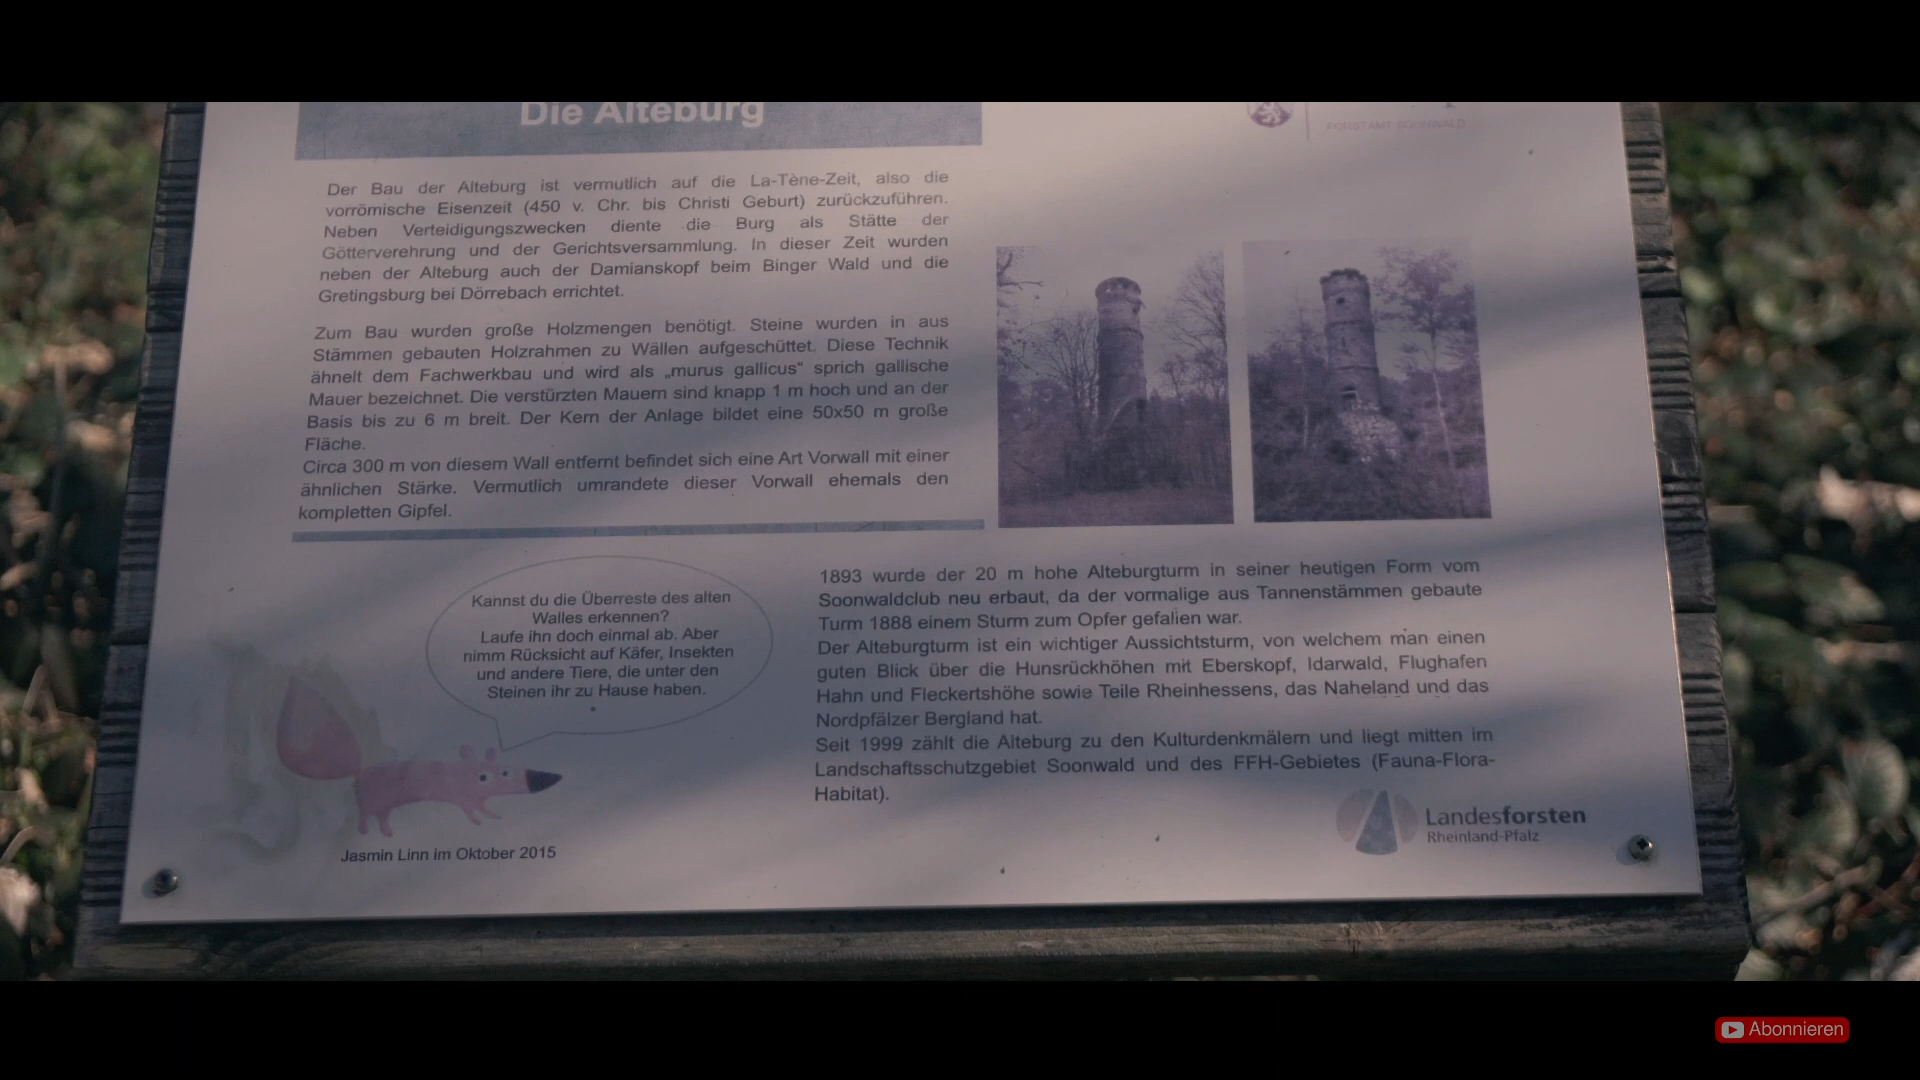 Die Alteburg
FORSTAMT SOONWALD
Der Bau der Alteburg ist vermutlich auf die La-Tène-Zeit, also die
vorrömische Eisenzeit (450 v. Chr. bis Christi Geburt) zurückzuführen.
Neben Verteidigungszwecken diente die Burg als Stätte der
Götterverehrung und der Gerichtsversammlung. In dieser Zeit wurden
neben der Alteburg auch der Damianskopf beim Binger Wald und die
Gretingsburg bei Dörrebach errichtet.
Zum Bau wurden große Holzmengen benötigt. Steine wurden in aus
Stämmen gebauten Holzrahmen zu Wällen aufgeschüttet. Diese Technik
ähnelt dem Fachwerkbau und wird als „murus gallicus“ sprich gallische
Mauer bezeichnet. Die verstürzten Mauern sind knapp 1 m hoch und an der
Basis bis zu 6 m breit. Der Kern der Anlage bildet eine 50x50 m große
Fläche.
Circa 300 m von diesem Wall entfernt befindet sich eine Art Vorwall mit einer
ähnlichen Stärke. Vermutlich umrandete dieser Vorwall ehemals den
kompletten Gipfel.
Kannst du die Überreste des alten
Walles erkennen?
Laufe ihn doch einmal ab. Aber
nimm Rücksicht auf Käfer, Insekten
und andere Tiere, die unter den
Steinen ihr zu Hause haben.
Jasmin Linn im Oktober 2015
1893 wurde der 20 m hohe Alteburgturm in seiner heutigen Form vom
Soonwaldclub neu erbaut, da der vormalige aus Tannenstämmen gebaute
Turm 1888 einem Sturm zum Opfer gefallen war.
Der Alteburgturm ist ein wichtiger Aussichtsturm, von welchem man einen
guten Blick über die Hunsrückhöhen mit Eberskopf, Idarwald, Flughafen
Hahn und Fleckertshöhe sowie Teile Rheinhessens, das Naheland und das
Nordpfälzer Bergland hat.
Seit 1999 zählt die Alteburg zu den Kulturdenkmälern und liegt mitten im
Landschaftsschutzgebiet Soonwald und des FFH-Gebietes (Fauna-Flora-
Habitat).
Landesforsten
Rheinland-Pfalz
Abonnieren